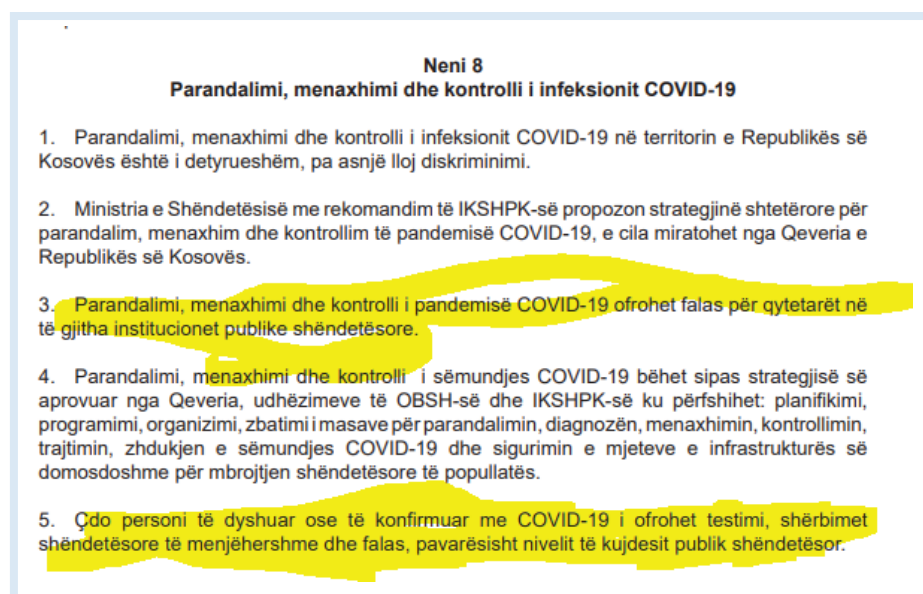 Neni 8
Parandalimi, menaxhimi dhe kontrolli i infeksionit COVID-19
1. Parandalimi, menaxhimi dhe kontrolli i infeksionit COVID-19 në territorin e Republikës së
Kosovës është i detyrueshëm, pa asnjë lloj diskriminimi.
2. Ministria e Shëndetësisë me rekomandim të IKSHPK-së propozon strategjinë shtetërore për
parandalim, menaxhim dhe kontrollim të pandemisë COVID-19, e cila miratohet nga Qeveria e
Republikës së Kosovës.
3. Parandalimi, menaxhimi dhe kontrolli i pandemisë COVID-19 ofrohet falas për qytetarët në
të gjitha institucionet publike shëndetësore.
4. Parandalimi, menaxhimi dhe kontrolli i sëmundjes COVID-19 bëhet sipas strategjisë së
aprovuar nga Qeveria, udhëzimeve të OBSH-së dhe IKSHPK-së ku përfshihet: planifikimi,
programimi, organizimi, zbatimi i masave për parandalimin, diagnozën, menaxhimin, kontrollimin,
trajtimin, zhdukjen e sëmundjes COVID-19 dhe sigurimin e mjeteve e infrastrukturës së
domosdoshme për mbrojtjen shëndetësore të popullatës.
5. Çdo personi të dyshuar ose të konfirmuar me COVID-19 i ofrohet testimi, shërbimet
shëndetësore të menjëhershme dhe falas, pavarësisht nivelit të kujdesit publik shëndetësor.